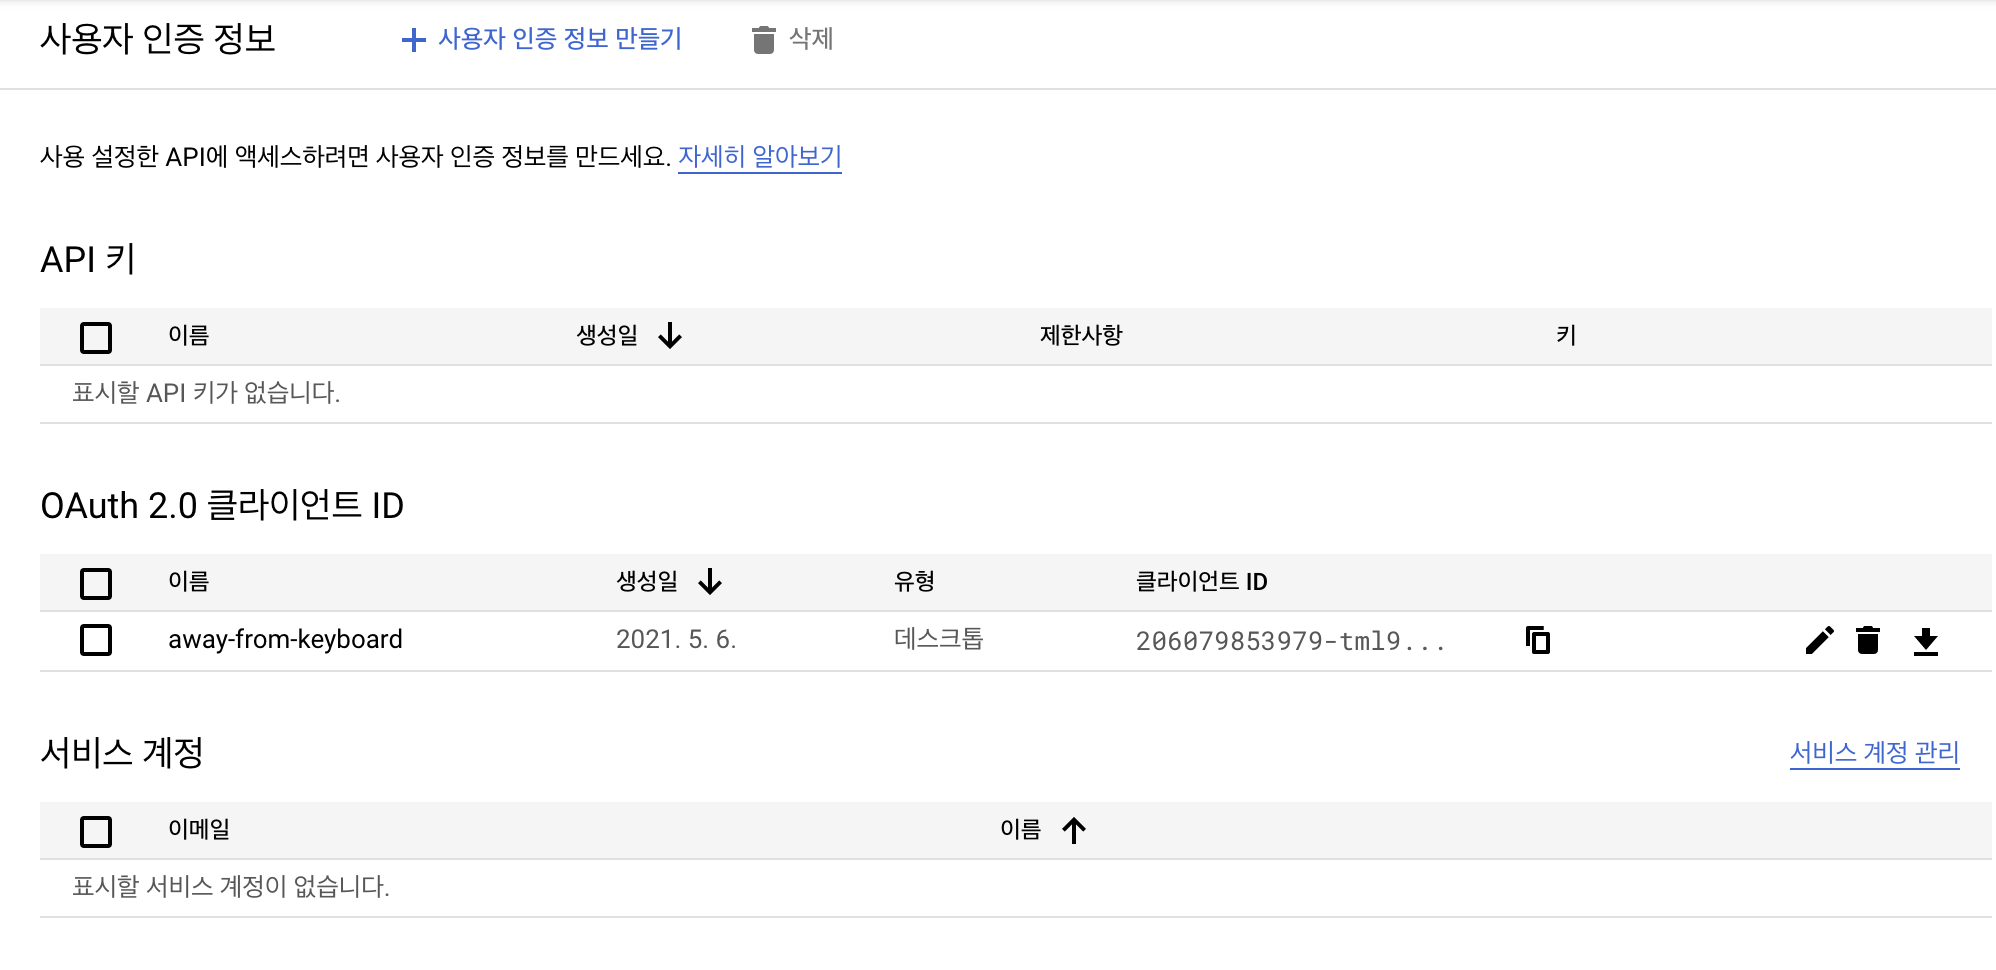 사용자 인증 정보 사용자 인증 정보 만들기 삭제
사용 설정한 API에 액세스하려면 사용자 인증 정보를 만드세요. 자세히 알아보기
API 키
이름 생성일 제한사항 키
표시할 API 키가 없습니다.
OAuth 2.0 클라이언트 ID
이름 생성일 유형 클라이언트 ID
away-from-keyboard 2021. 5. 6. 데스크톱 206079853979-tml9...
서비스 계정 서비스 계정 관리
이메일 이름
표시할 서비스 계정이 없습니다.